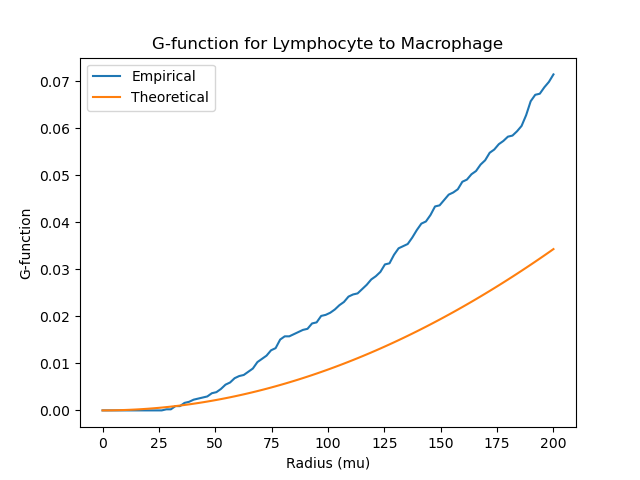 G-function for Lymphocyte to Macrophage
Empirical
Theoretical
0.07
0.06
0.05
0.04
0.03
0.02
0.01
0.00
G-function
0 25 50 75 100 125 150 175 200
Radius (mu)